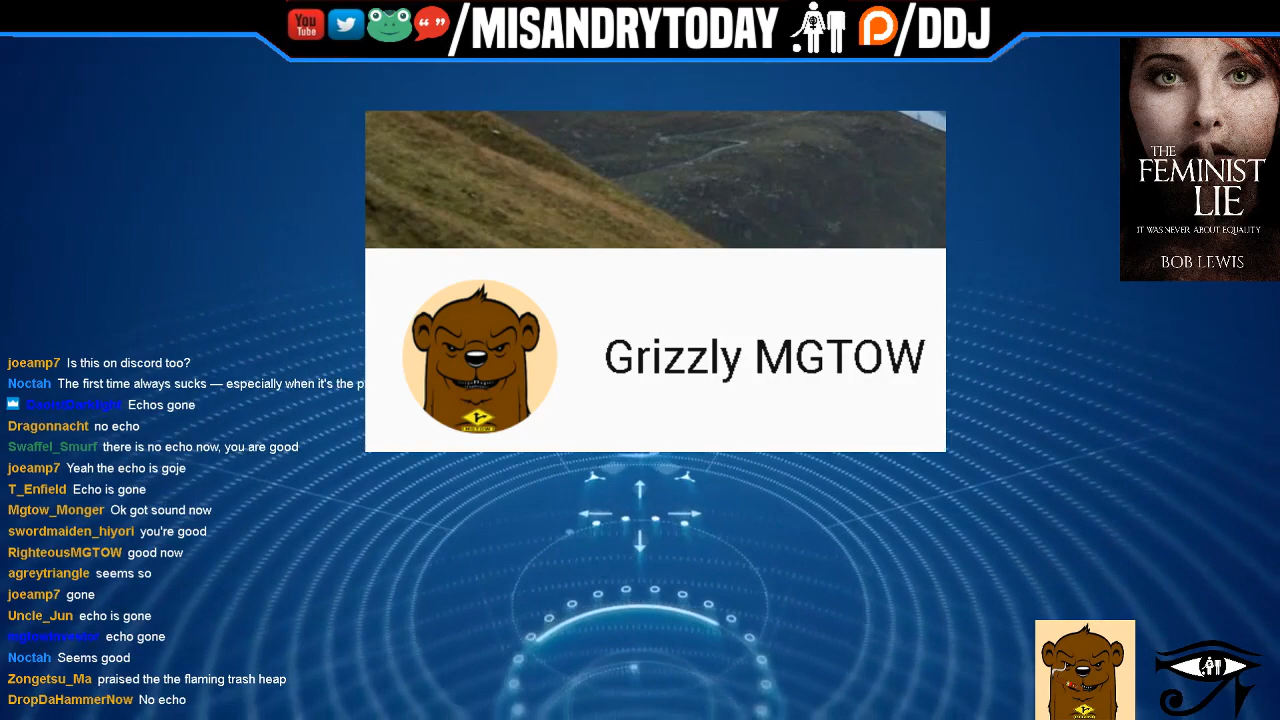 You
Tube
/MISANDRYTODAY /DDJ
THE
FEMINIST
LIE
IT WAS NEVER ABOUT EQUALITY
BOB LEWIS
Grizzly MGTOW
MGTOW
joeamp7 Is this on discord too?
Noctah The first time always sucks — especially when it's the p
Echos gone
Dragonnacht no echo
Swaffel_Smurf there is no echo now, you are good
joeamp7 Yeah the echo is goje
T_Enfield Echo is gone
Mgtow_Monger Ok got sound now
swordmaiden_hiyori you're good
RighteousMGTOW good now
agreytriangle seems so
joeamp7 gone
Uncle_Jun echo is gone
echo gone
Noctah Seems good
Zongetsu_Ma praised the the flaming trash heap
DropDaHammerNow No echo